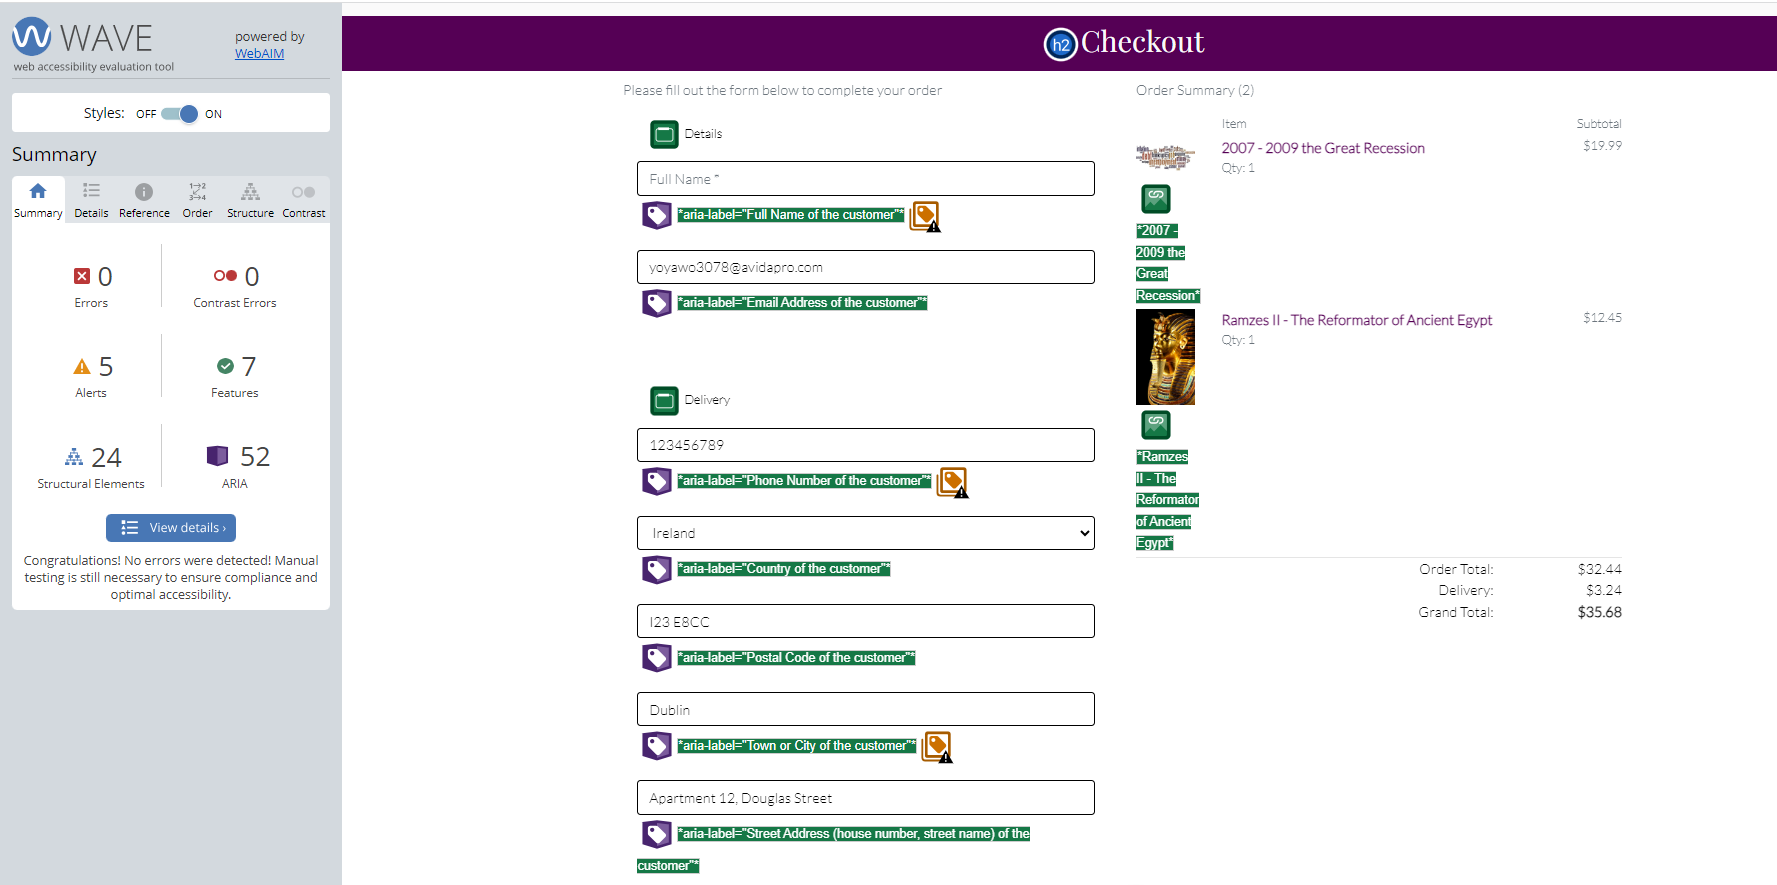 WAVE
web accessibility evaluation tool
powered by
WebAIM
Styles: OFF ON
Summary
Summary Details Reference Order Structure Contrast
0
Errors
0
Contrast Errors
5
Alerts
7
Features
24
Structural Elements
52
ARIA
View details ›
Congratulations! No errors were detected! Manual
testing is still necessary to ensure compliance and
optimal accessibility.
h2 Checkout
Please fill out the form below to complete your order
Details
Full Name *
*aria-label="Full Name of the customer"*
yoyawo3078@avidapro.com
*aria-label="Email Address of the customer"*
Delivery
123456789
*aria-label="Phone Number of the customer"*
Ireland
*aria-label="Country of the customer"*
I23 E8CC
*aria-label="Postal Code of the customer"*
Dublin
*aria-label="Town or City of the customer"*
Apartment 12, Douglas Street
*aria-label="Street Address (house number, street name) of the
customer"*
Order Summary (2)
Item Subtotal
2007 - 2009 the Great Recession $19.99
Qty: 1
*2007 -
2009 the
Great
Recession*
Ramzes II - The Reformator of Ancient Egypt $12.45
Qty: 1
*Ramzes
II - The
Reformator
of Ancient
Egypt*
Order Total: $32.44
Delivery: $3.24
Grand Total: $35.68